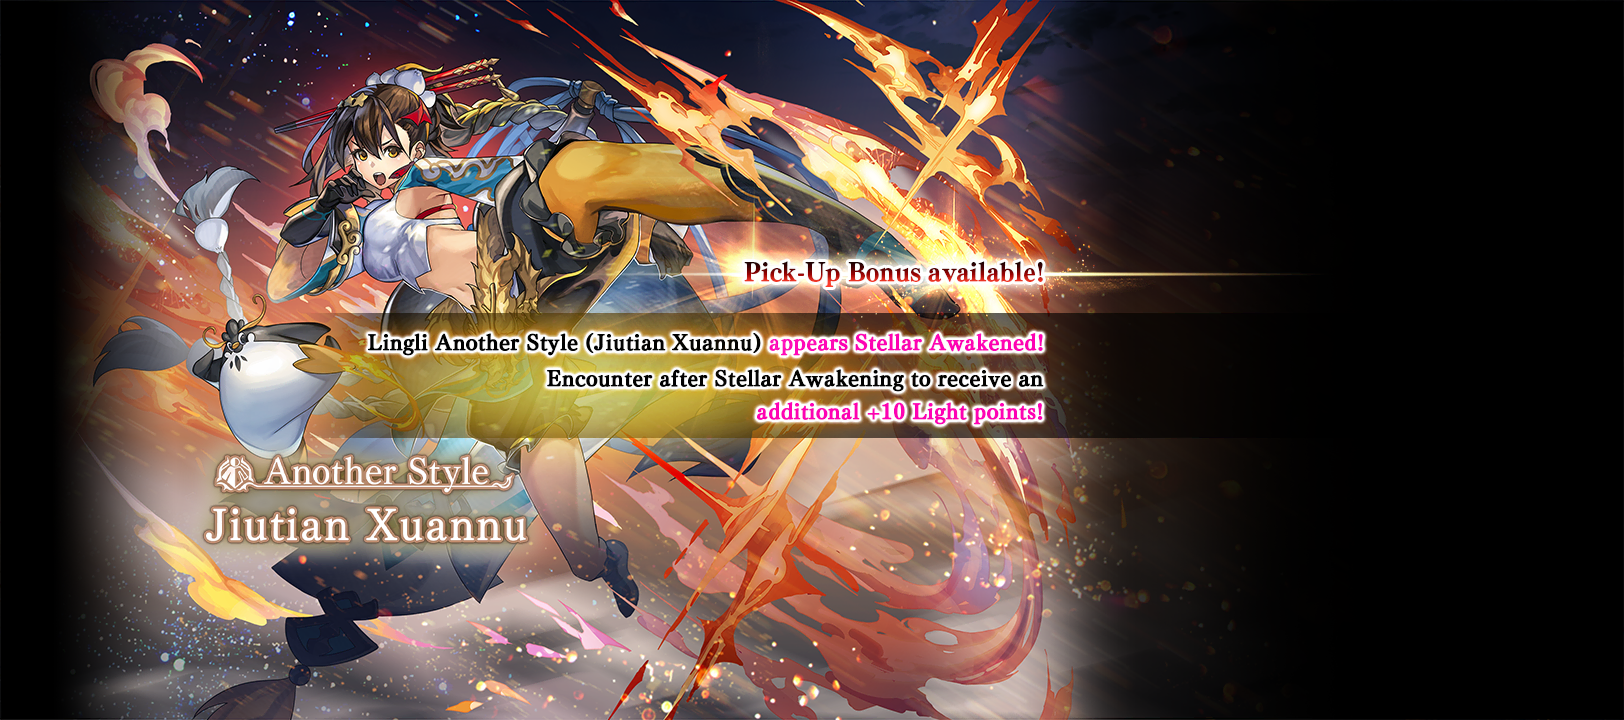 Pick-Up Bonus available!
Lingli Another Style (Jiutian Xuannu) appears Stellar Awakened!
Encounter after Stellar Awakening to receive an
additional +10 Light points!
Another Style
Jiutian Xuannu